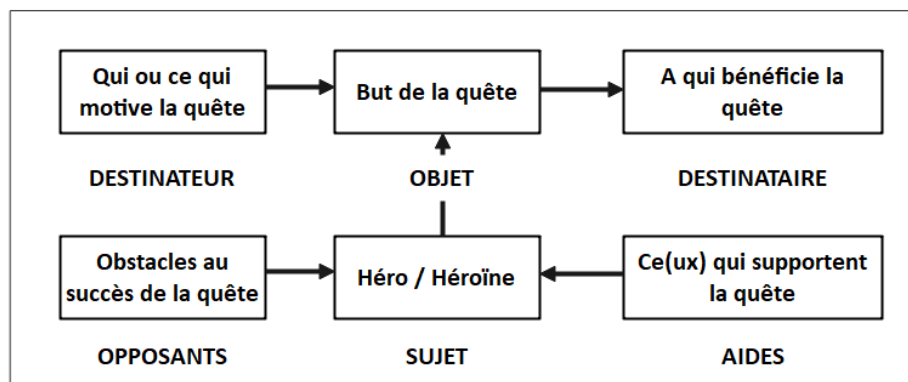 Qui ou ce qui
motive la quête
But de la quête
A qui bénéficie la
quête
DESTINATEUR
OBJET
DESTINATAIRE
Obstacles au
succès de la quête
Héro / Héroïne
Ce(ux) qui supportent
la quête
OPPOSANTS
SUJET
AIDES